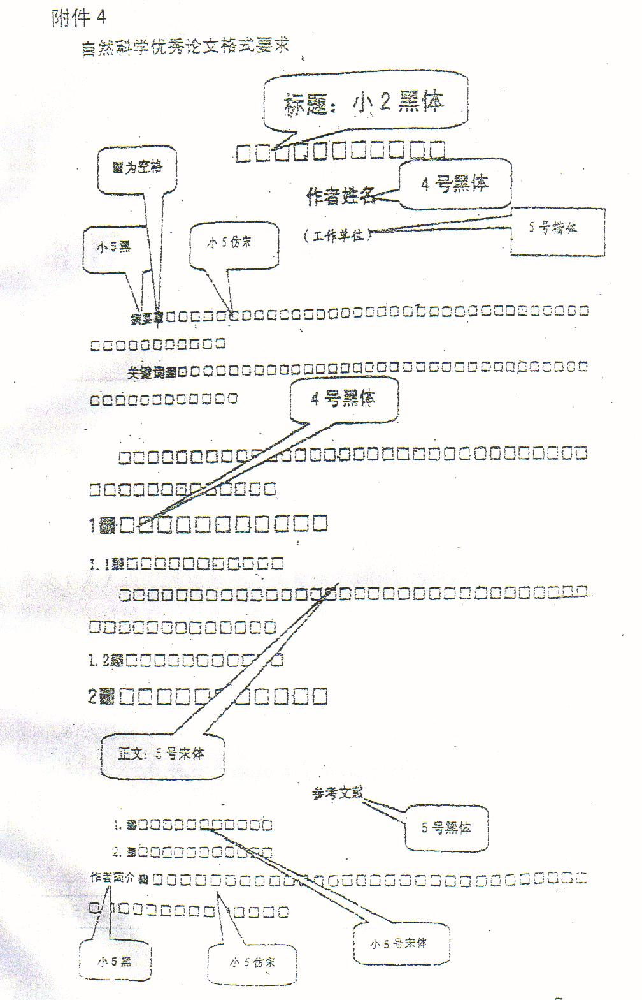 附件 4
自然科学优秀论文格式要求
标题：小 2 黑体
□□□□□□□□□□□
▩为空格
作者姓名
4 号黑体
（工作单位）
5 号楷体
小 5 黑
小 5 仿宋
摘要▩□□□□□□□□□□□□□□□□□□□□□□□□□□□□□□□□□□□
□□□□□□□□□□□
关键词▩□□□□□□□□□□□□□□□□□□□□□□□□□□□□□□□□□□
□□□□□□□□□□□□
4 号黑体
□□□□□□□□□□□□□□□□□□□□□□□□□□□□□□□□
□□□□□□□□□□□□□
1▩□□□□□□□□□□□
1.1▩□□□□□□□□□□□
□□□□□□□□□□□□□□□□□□□□□□□□□□□□□□□□
□□□□□□□□□□□□□
1.2▩□□□□□□□□□□□
2▩□□□□□□□□□□□
正文：5 号宋体
参考文献
5 号黑体
1.▩□□□□□□□□□□□
2.▩□□□□□□□□□□□
作者简介▩□□□□□□□□□□□□□□□□□□□□□□□□□□□□□□
□□□□□□□□□□□□□□
小 5 号宋体
小 5 黑
小 5 仿宋